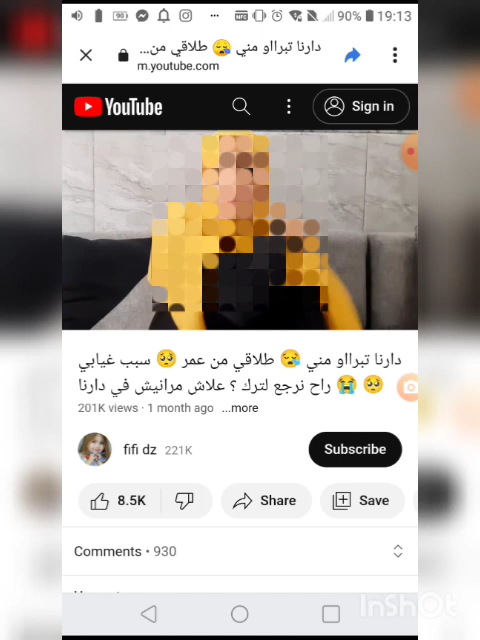 90 ... 90% 19:13
دارنا تبرااو مني 😪 طلاقي من...
m.youtube.com
YouTube Sign in
دارنا تبرااو مني 😪 طلاقي من عمر 🥺 سبب غيابي
🥺 😭 راح نرجع لترك ؟ علاش مرانيش في دارنا
201K views · 1 month ago ...more
fifi dz 221K Subscribe
8.5K Share Save
Comments • 930
InShOt